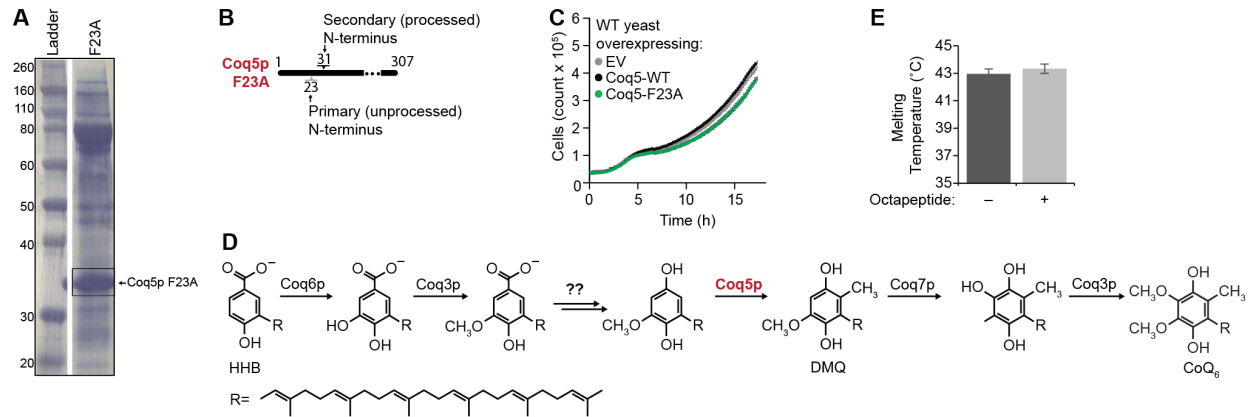 A
Ladder
F23A
260
160
110
80
60
50
40
30
20
Coq5p F23A
B
Secondary (processed)
N-terminus
Coq5p
F23A
1
31
307
23
Primary (unprocessed)
N-terminus
C
WT yeast
overexpressing:
EV
Coq5-WT
Coq5-F23A
Cells (count x 10⁵)
6
5
4
3
2
1
0
0
5
10
15
Time (h)
E
Melting
Temperature (°C)
45
43
41
39
37
35
Octapeptide:
–
+
D
O
O⁻
R
OH
HHB
Coq6p
O
O⁻
HO
R
OH
Coq3p
O
O⁻
CH₃O
R
OH
??
OH
CH₃O
R
OH
Coq5p
OH
CH₃
CH₃O
R
OH
DMQ
Coq7p
HO
OH
CH₃
R
OH
Coq3p
OH
CH₃O
CH₃
CH₃O
R
OH
CoQ₆
R=